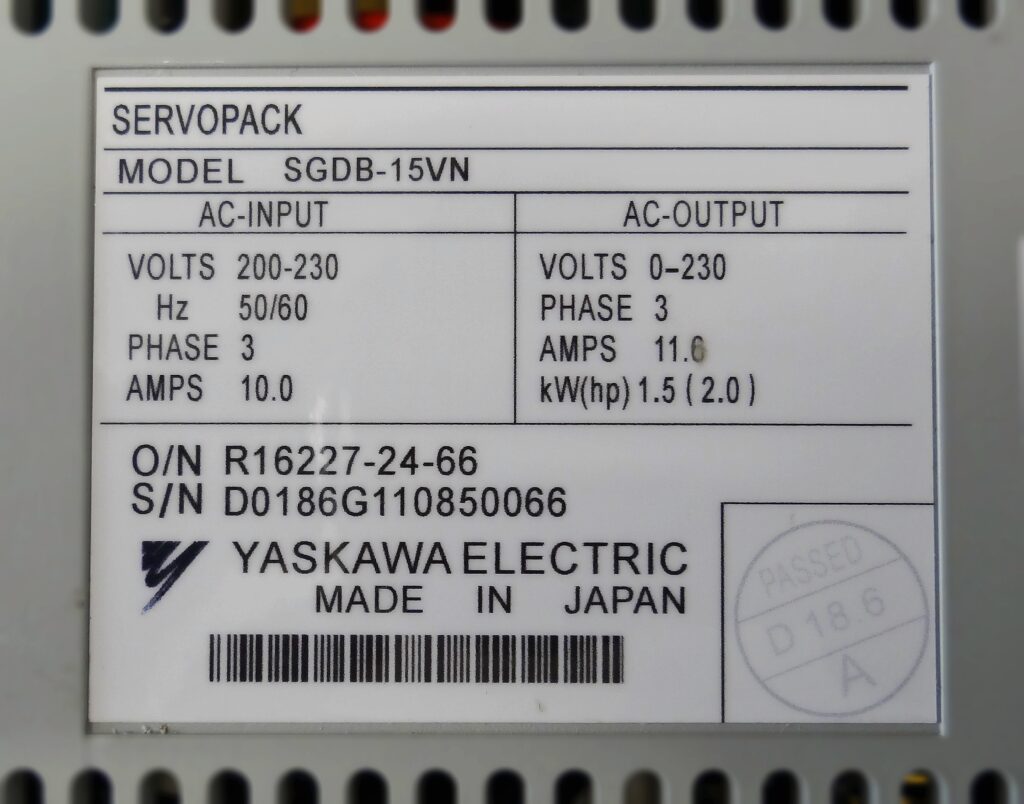 SERVOPACK
MODEL SGDB-15VN
AC-INPUT
VOLTS 200-230
Hz 50/60
PHASE 3
AMPS 10.0
AC-OUTPUT
VOLTS 0-230
PHASE 3
AMPS 11.6
kW(hp) 1.5 (2.0)
O/N R16227-24-66
S/N D0186G110850066
YASKAWA ELECTRIC
MADE IN JAPAN
PASSED
D 18.6
A